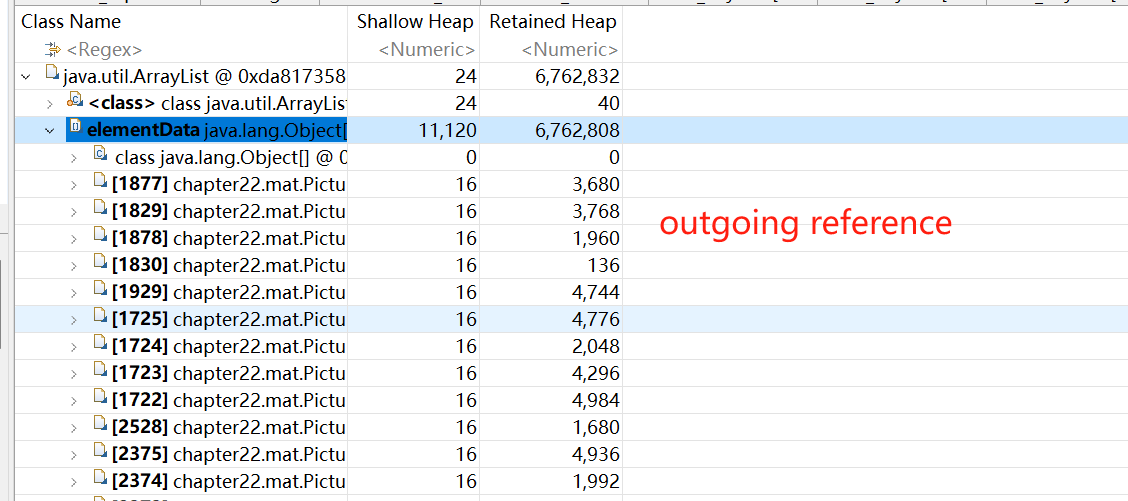 Class Name Shallow Heap Retained Heap
<Regex> <Numeric> <Numeric>
java.util.ArrayList @ 0xda817358 24 6,762,832
<class> class java.util.ArrayList 24 40
elementData java.lang.Object[ 11,120 6,762,808
class java.lang.Object[] @ 0 0 0
[1877] chapter22.mat.Pictu 16 3,680
[1829] chapter22.mat.Pictu 16 3,768
outgoing reference
[1878] chapter22.mat.Pictu 16 1,960
[1830] chapter22.mat.Pictu 16 136
[1929] chapter22.mat.Pictu 16 4,744
[1725] chapter22.mat.Pictu 16 4,776
[1724] chapter22.mat.Pictu 16 2,048
[1723] chapter22.mat.Pictu 16 4,296
[1722] chapter22.mat.Pictu 16 4,984
[2528] chapter22.mat.Pictu 16 1,680
[2375] chapter22.mat.Pictu 16 4,936
[2374] chapter22.mat.Pictu 16 1,992